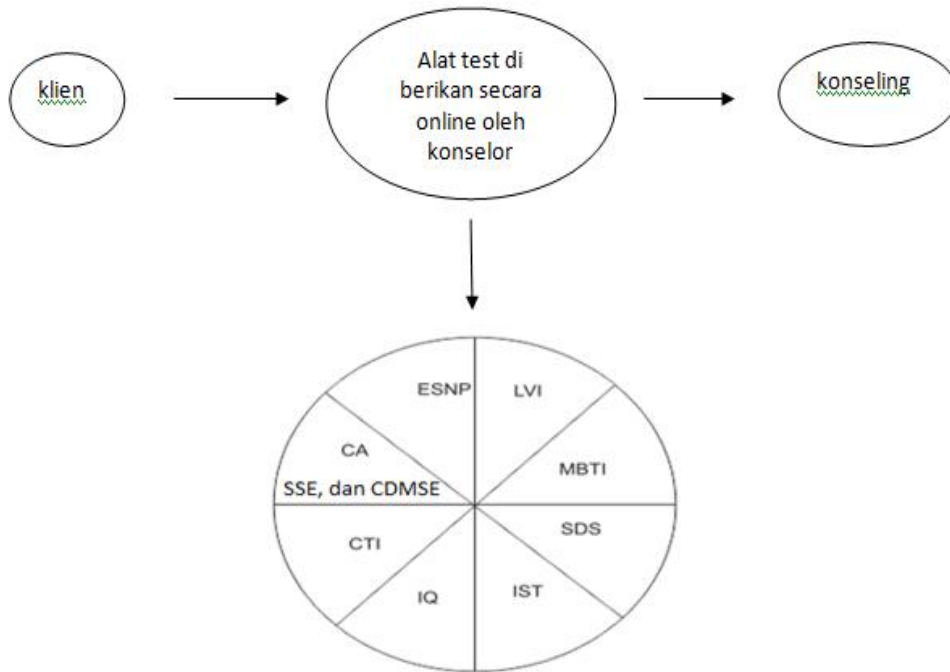 klien
Alat test di
berikan secara
online oleh
konselor
konseling
ESNP
LVI
CA
SSE, dan CDMSE
MBTI
CTI
SDS
IQ
IST